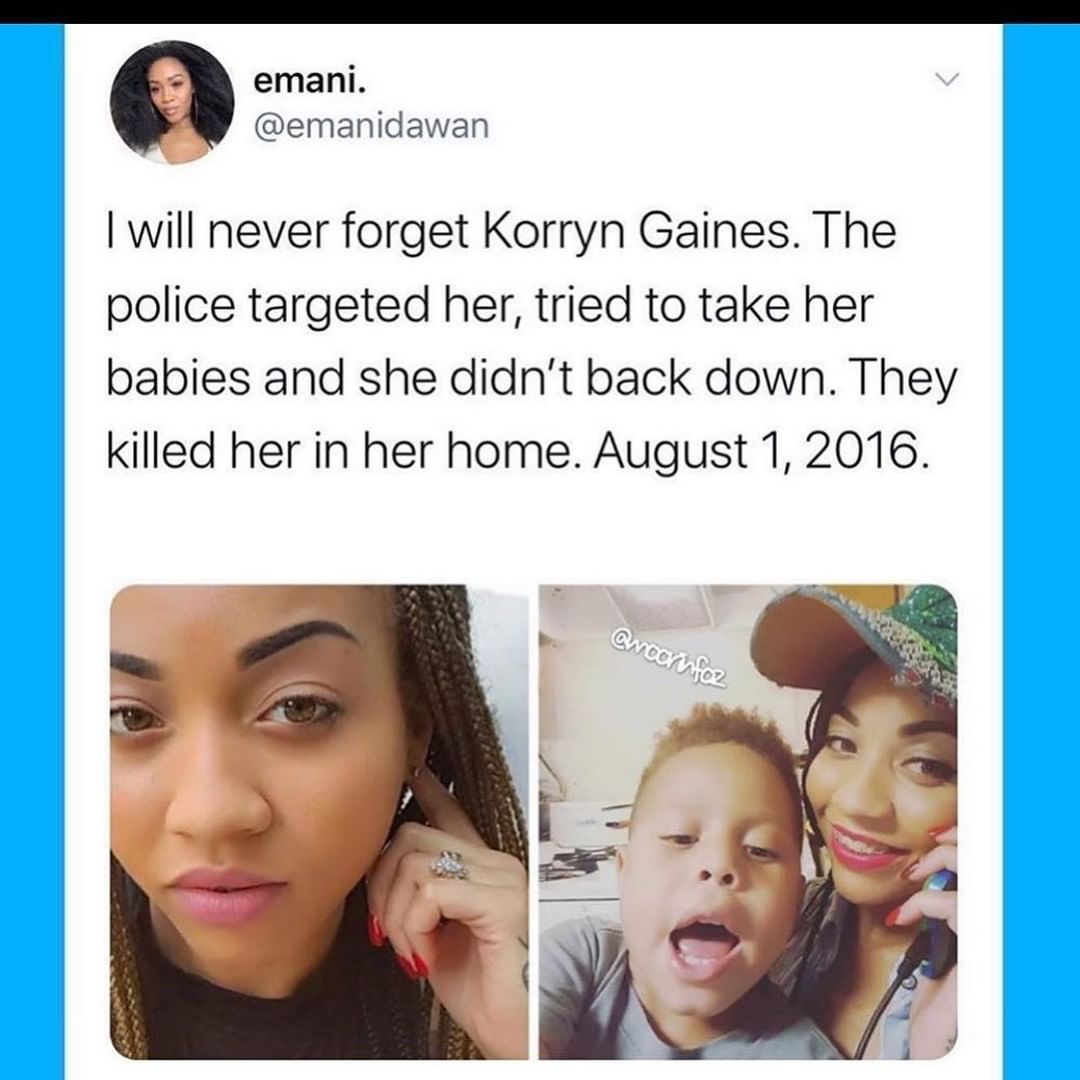 emani.
@emanidawan
I will never forget Korryn Gaines. The
police targeted her, tried to take her
babies and she didn't back down. They
killed her in her home. August 1, 2016.
@moorinfoz